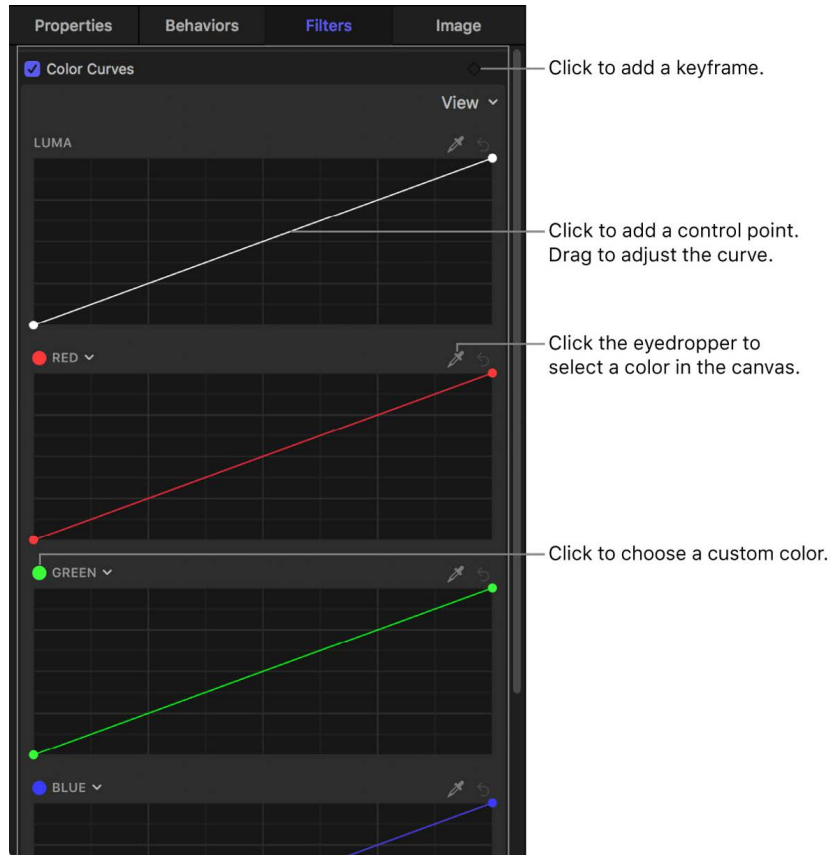 Properties Behaviors Filters Image
Color Curves
Click to add a keyframe.
View
LUMA
Click to add a control point.
Drag to adjust the curve.
RED
Click the eyedropper to
select a color in the canvas.
GREEN
Click to choose a custom color.
BLUE